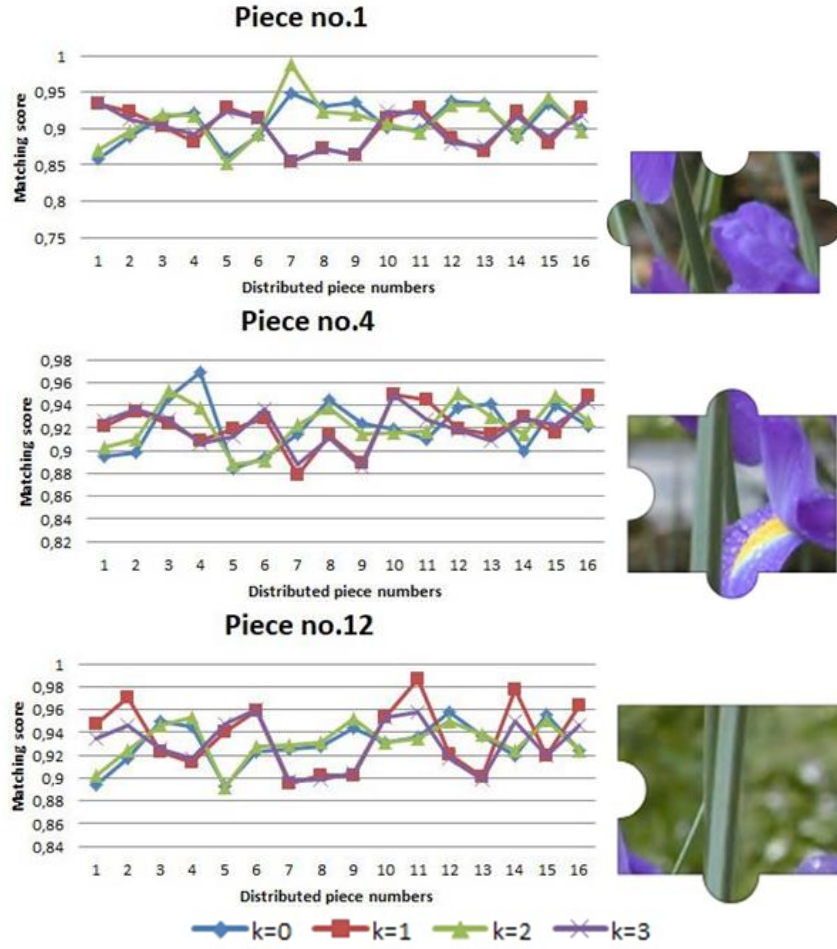 Piece no.1
Matching score
1
0,95
0,9
0,85
0,8
0,75
1 2 3 4 5 6 7 8 9 10 11 12 13 14 15 16
Distributed piece numbers
Piece no.4
Matching score
0,98
0,96
0,94
0,92
0,9
0,88
0,86
0,84
0,82
1 2 3 4 5 6 7 8 9 10 11 12 13 14 15 16
Distributed piece numbers
Piece no.12
Matching score
1
0,98
0,96
0,94
0,92
0,9
0,88
0,86
0,84
1 2 3 4 5 6 7 8 9 10 11 12 13 14 15 16
Distributed piece numbers
k=0 k=1 k=2 k=3